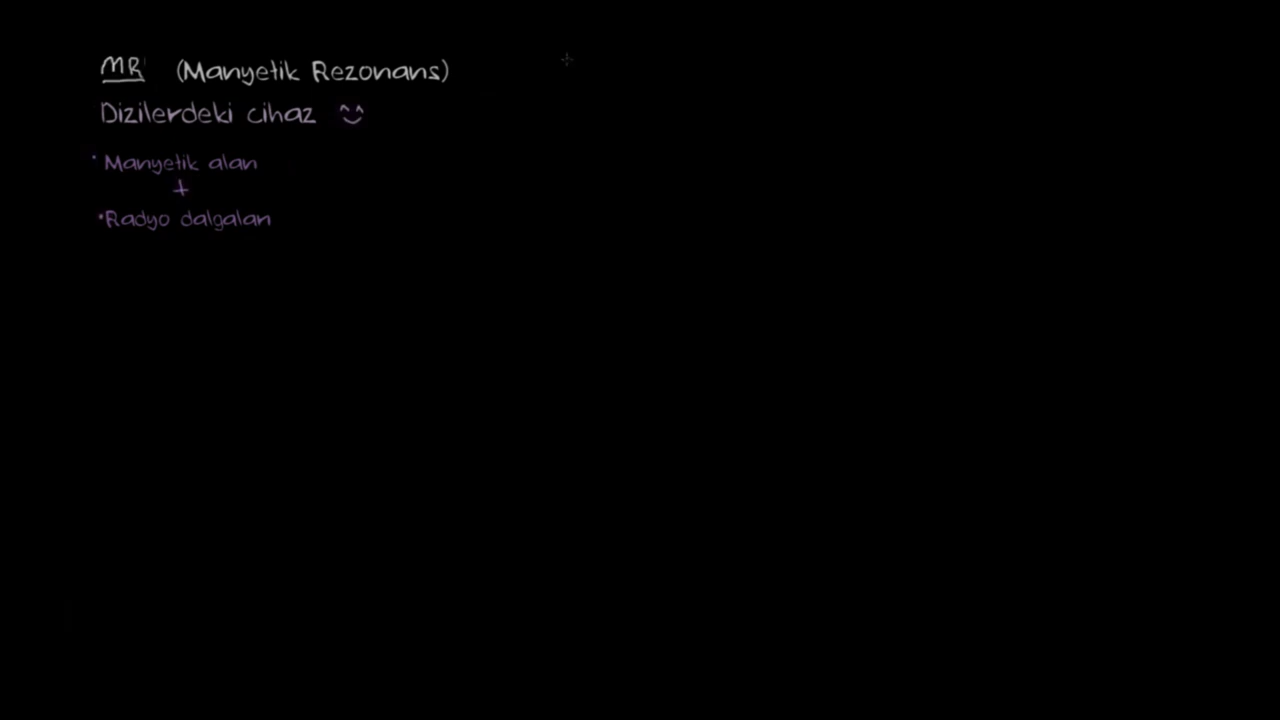 MR (Manyetik Rezonans)
Dizilerdeki cihaz
• Manyetik alan
+
• Radyo dalgaları